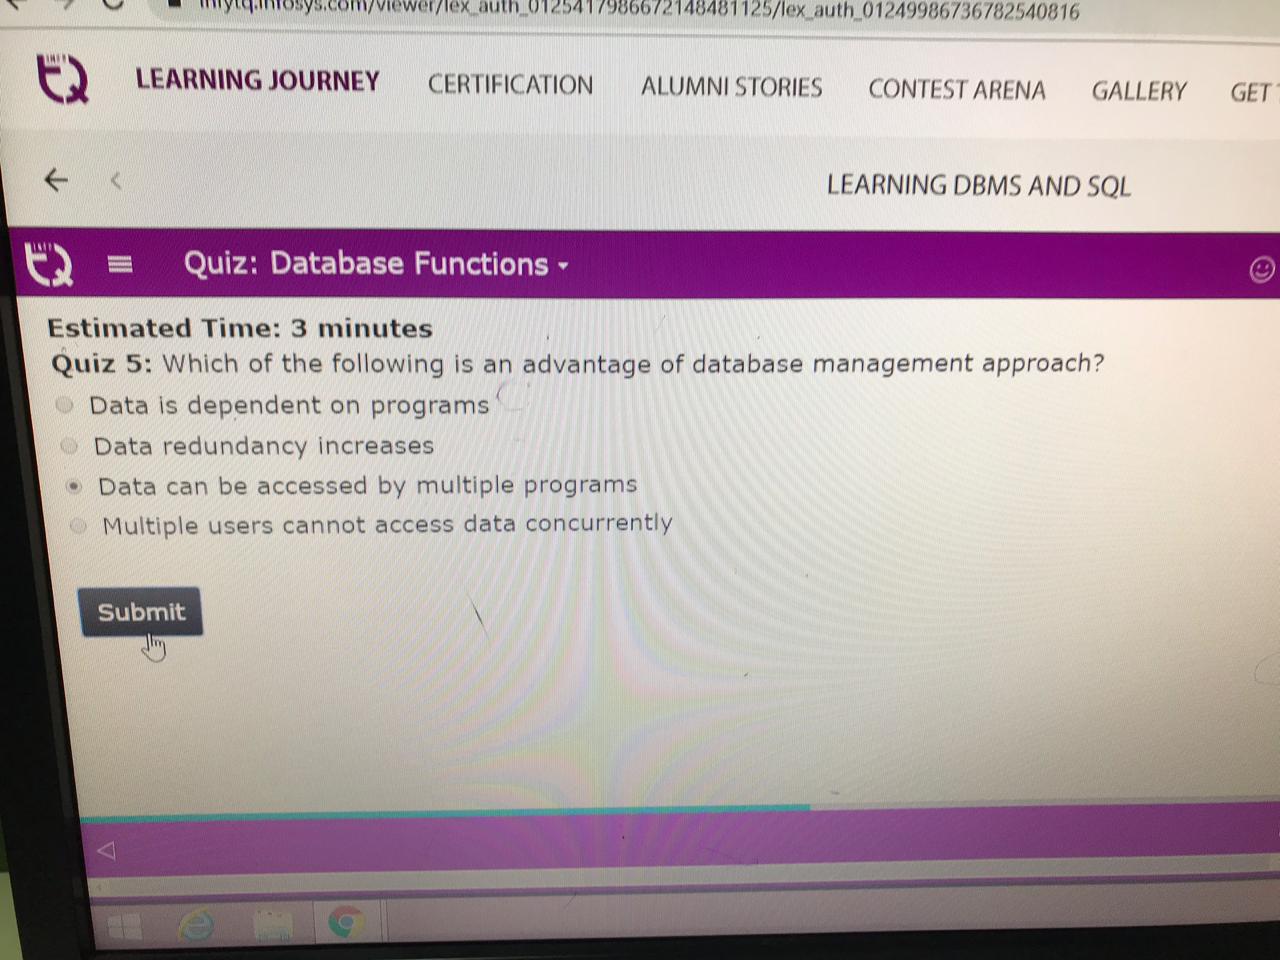 infytq.infosys.com/viewer/lex_auth_012541798667214848​1125/lex_auth_01249986736782540816
LEARNING JOURNEY CERTIFICATION ALUMNI STORIES CONTEST ARENA GALLERY GET
LEARNING DBMS AND SQL
Quiz: Database Functions
Estimated Time: 3 minutes
Quiz 5: Which of the following is an advantage of database management approach?
Data is dependent on programs
Data redundancy increases
Data can be accessed by multiple programs
Multiple users cannot access data concurrently
Submit